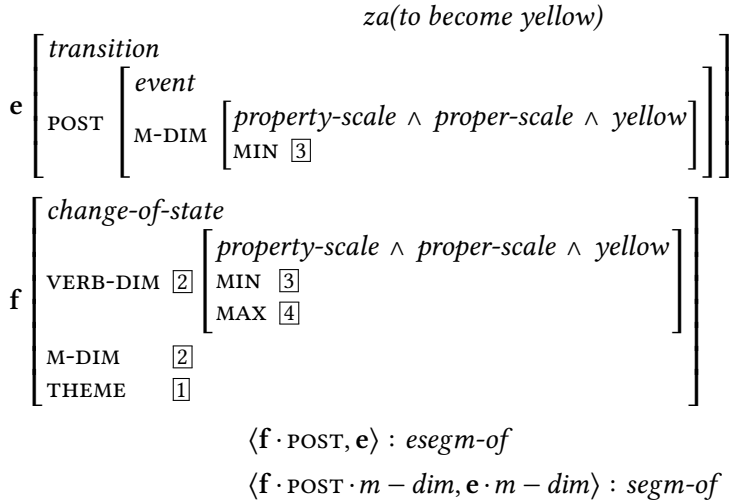 za(to become yellow)
transition
event
property-scale ∧ proper-scale ∧ yellow
e POST M-DIM
MIN 3
change-of-state
property-scale ∧ proper-scale ∧ yellow
f VERB-DIM 2 MIN 3
MAX 4
M-DIM 2
THEME 1
⟨f · POST, e⟩ : esegm-of
⟨f · POST · m − dim, e · m − dim⟩ : segm-of